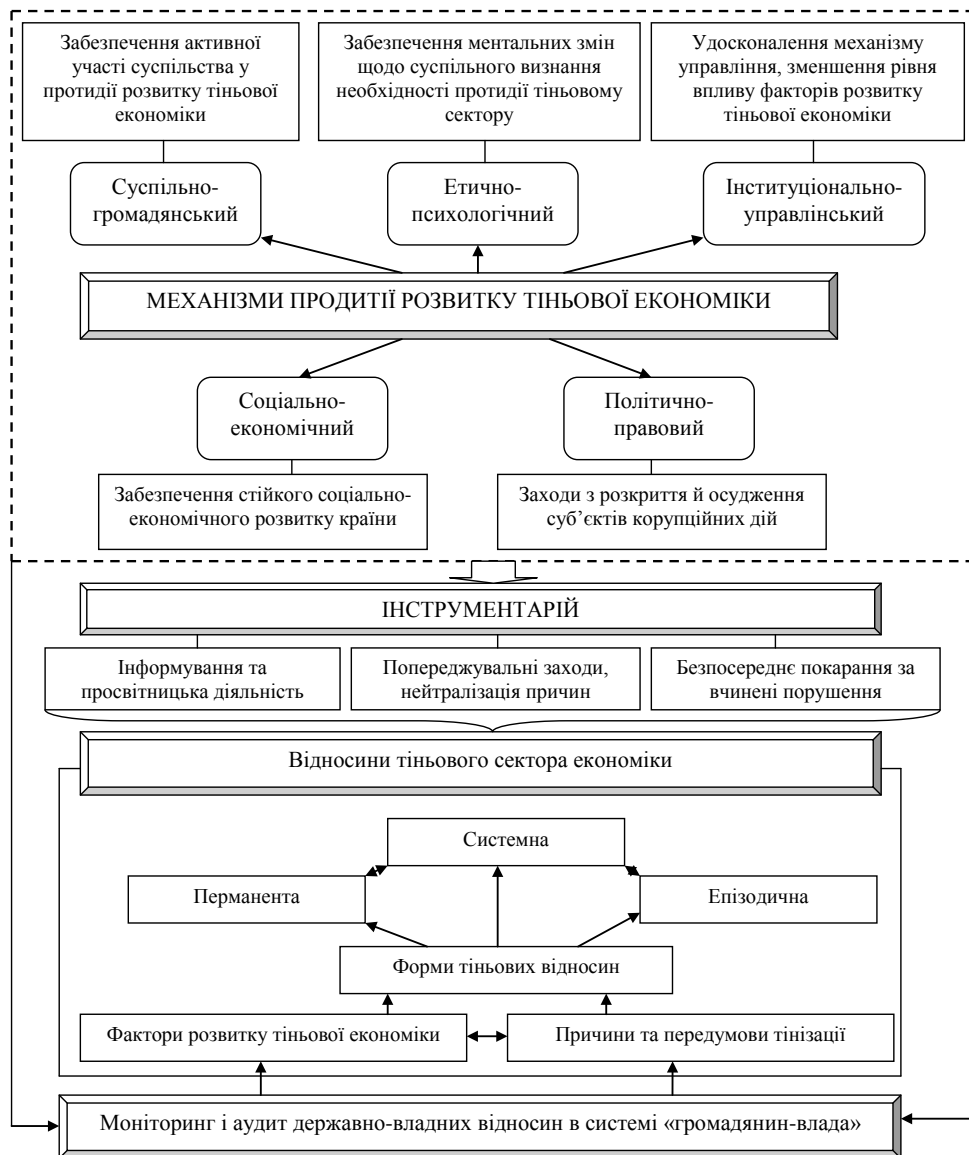 Забезпечення активної
участі суспільства у
протидії розвитку тіньової
економіки
Забезпечення ментальних змін
щодо суспільного визнання
необхідності протидії тіньовому
сектору
Удосконалення механізму
управління, зменшення рівня
впливу факторів розвитку
тіньової економіки
Суспільно-
громадянський
Етично-
психологічний
Інституціонально-
управлінський
МЕХАНІЗМИ ПРОДИТІЇ РОЗВИТКУ ТІНЬОВОЇ ЕКОНОМІКИ
Соціально-
економічний
Політично-
правовий
Забезпечення стійкого соціально-
економічного розвитку країни
Заходи з розкриття й осудження
суб’єктів корупційних дій
ІНСТРУМЕНТАРІЙ
Інформування та
просвітницька діяльність
Попереджувальні заходи,
нейтралізація причин
Безпосереднє покарання за
вчинені порушення
Відносини тіньового сектора економіки
Системна
Перманента
Епізодична
Форми тіньових відносин
Фактори розвитку тіньової економіки
Причини та передумови тінізації
Моніторинг і аудит державно-владних відносин в системі «громадянин-влада»